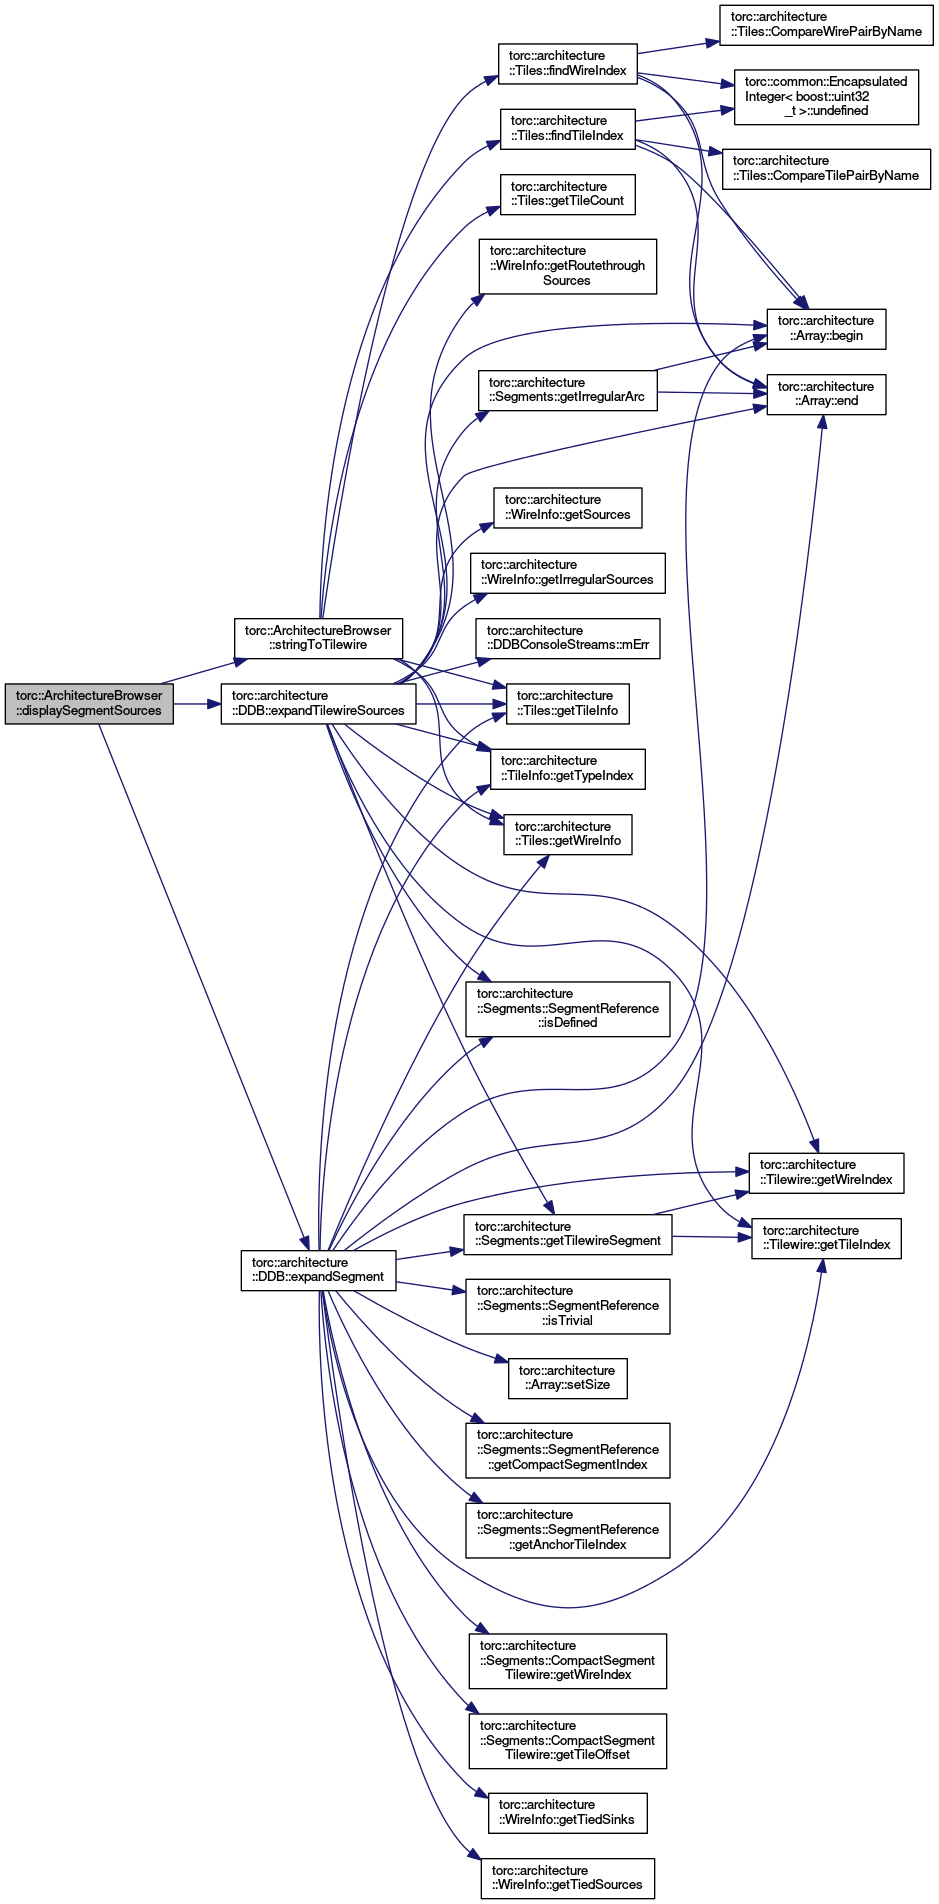 torc::architecture
::Tiles::CompareWirePairByName
torc::architecture
::Tiles::findWireIndex
torc::common::Encapsulated
Integer< boost::uint32
_t >::undefined
torc::architecture
::Tiles::findTileIndex
torc::architecture
::Tiles::CompareTilePairByName
torc::architecture
::Tiles::getTileCount
torc::architecture
::WireInfo::getRoutethrough
Sources
torc::architecture
::Array::begin
torc::architecture
::Segments::getIrregularArc
torc::architecture
::Array::end
torc::architecture
::WireInfo::getSources
torc::architecture
::WireInfo::getIrregularSources
torc::ArchitectureBrowser
::stringToTilewire
torc::architecture
::DDBConsoleStreams::mErr
torc::ArchitectureBrowser
::displaySegmentSources
torc::architecture
::DDB::expandTilewireSources
torc::architecture
::Tiles::getTileInfo
torc::architecture
::TileInfo::getTypeIndex
torc::architecture
::Tiles::getWireInfo
torc::architecture
::Segments::SegmentReference
::isDefined
torc::architecture
::Tilewire::getWireIndex
torc::architecture
::Segments::getTilewireSegment
torc::architecture
::Tilewire::getTileIndex
torc::architecture
::DDB::expandSegment
torc::architecture
::Segments::SegmentReference
::isTrivial
torc::architecture
::Array::setSize
torc::architecture
::Segments::SegmentReference
::getCompactSegmentIndex
torc::architecture
::Segments::SegmentReference
::getAnchorTileIndex
torc::architecture
::Segments::CompactSegment
Tilewire::getWireIndex
torc::architecture
::Segments::CompactSegment
Tilewire::getTileOffset
torc::architecture
::WireInfo::getTiedSinks
torc::architecture
::WireInfo::getTiedSources